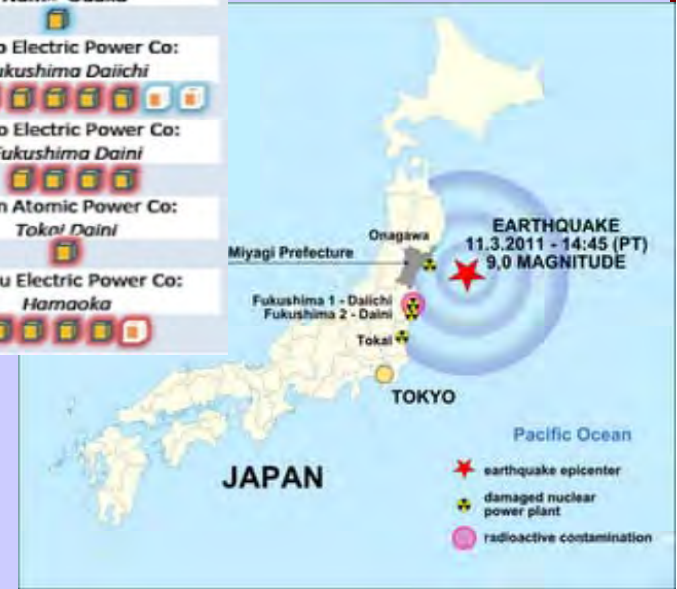 Electric Power Co:
Daiichi
Electric Power Co:
Fukushima Daini
Atomic Power Co:
Tokai Daini
Electric Power Co:
Hamaoka
EARTHQUAKE
11.3.2011 - 14:45 (PT)
9,0 MAGNITUDE
Onagawa
Miyagi Prefecture
Fukushima 1 - Daiichi
Fukushima 2 - Daini
Tokai
TOKYO
JAPAN
Pacific Ocean
earthquake epicenter
damaged nuclear
power plant
radioactive contamination